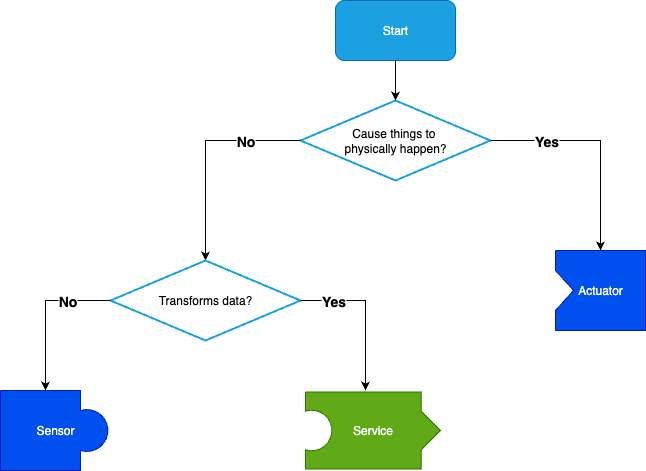 Start
Cause things to
physically happen?
No
Yes
Transforms data?
Actuator
No
Yes
Sensor
Service